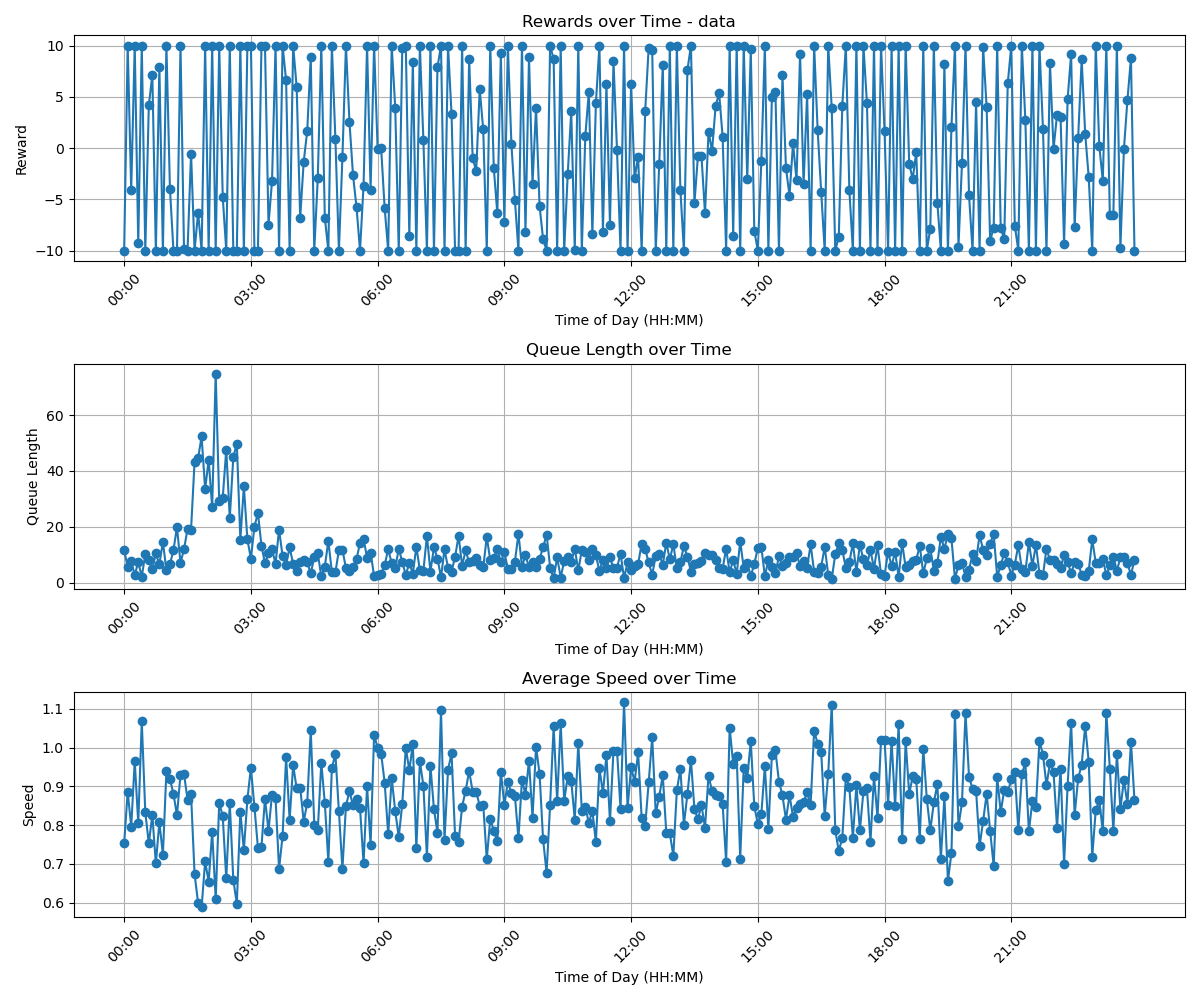 Rewards over Time - data
Reward
10
5
0
−5
−10
00:00 03:00 06:00 09:00 12:00 15:00 18:00 21:00
Time of Day (HH:MM)
Queue Length over Time
Queue Length
60
40
20
0
00:00 03:00 06:00 09:00 12:00 15:00 18:00 21:00
Time of Day (HH:MM)
Average Speed over Time
Speed
1.1
1.0
0.9
0.8
0.7
0.6
00:00 03:00 06:00 09:00 12:00 15:00 18:00 21:00
Time of Day (HH:MM)